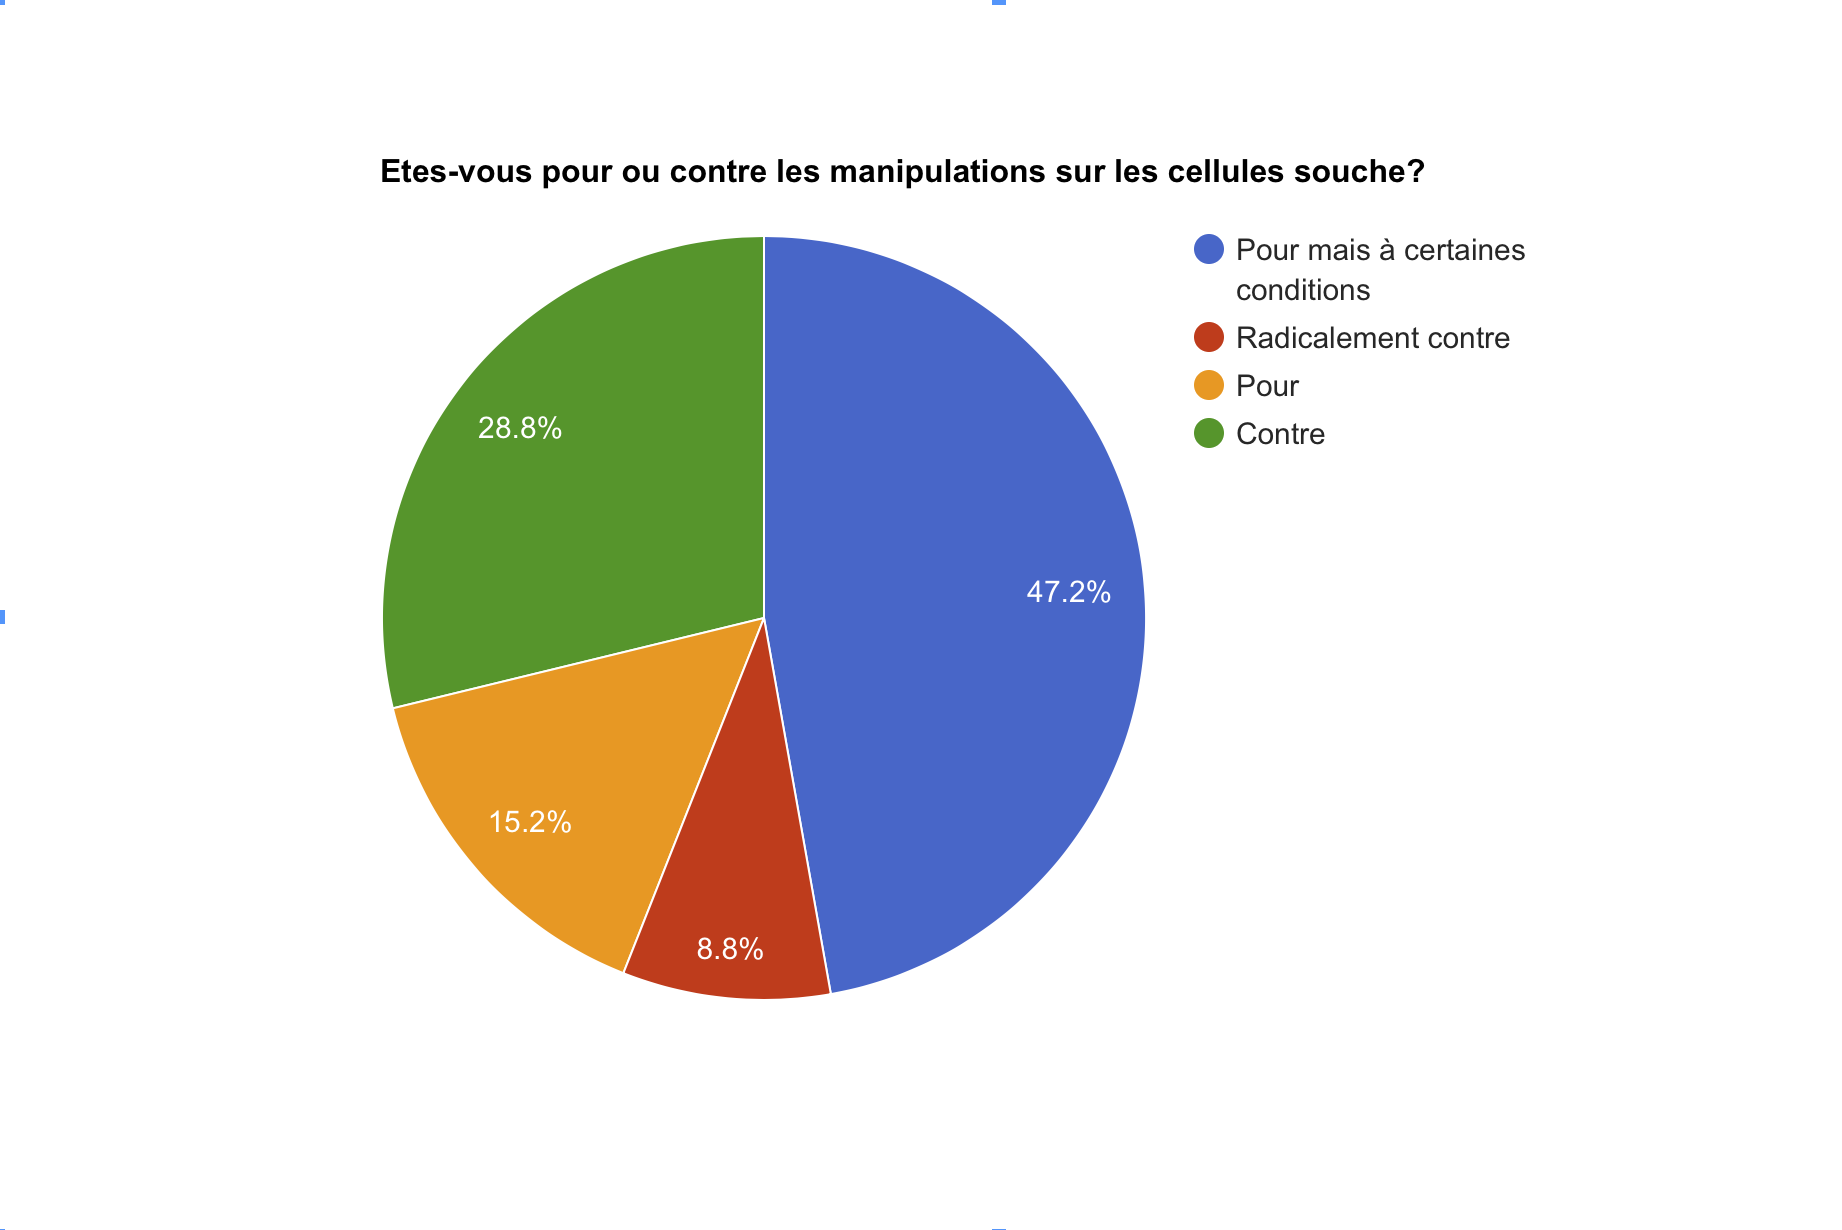 Etes-vous pour ou contre les manipulations sur les cellules souche?
Pour mais à certaines
conditions
Radicalement contre
Pour
Contre
28.8%
47.2%
15.2%
8.8%